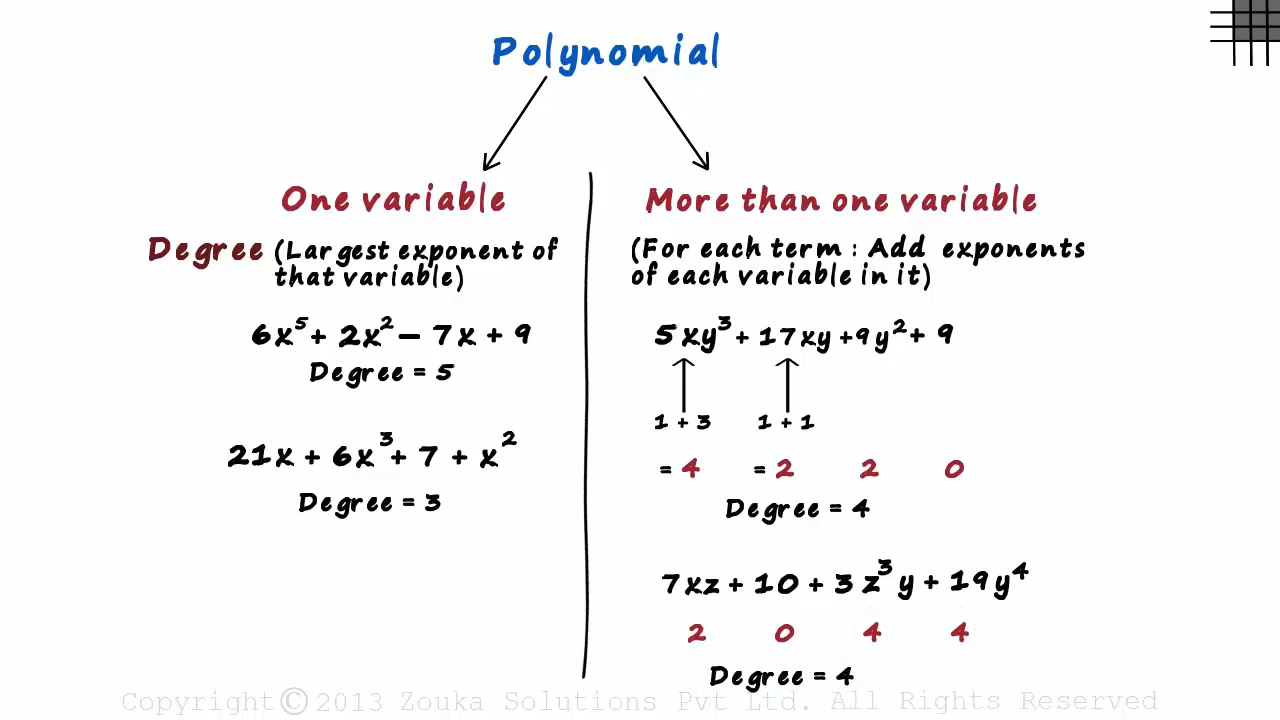 Polynomial
One variable
Degree (Largest exponent of
that variable)
6x⁵ + 2x² – 7x + 9
Degree = 5
21x + 6x³ + 7 + x²
Degree = 3
More than one variable
(For each term : Add exponents
of each variable in it)
5xy³ + 17xy + 9y² + 9
1 + 3 1 + 1
= 4 = 2 2 0
Degree = 4
7xz + 10 + 3z³y + 19y⁴
2 0 4 4
Degree = 4
Copyright © 2013 Zouka Solutions Pvt Ltd. All Rights Reserved